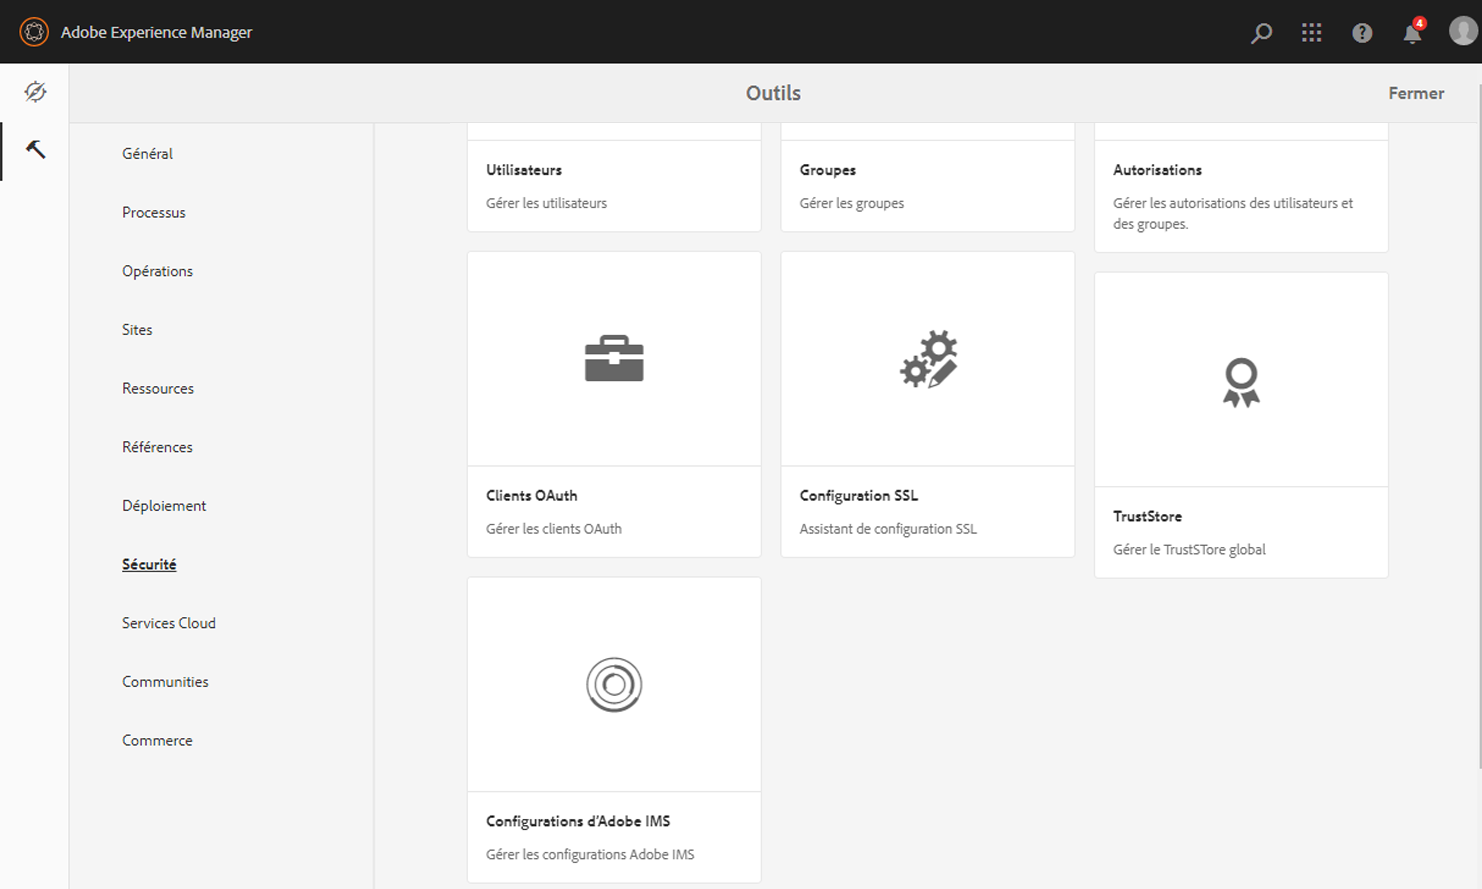 Adobe Experience Manager
4
Outils
Fermer
Général
Processus
Opérations
Sites
Ressources
Références
Déploiement
Sécurité
Services Cloud
Communities
Commerce
Utilisateurs
Gérer les utilisateurs
Groupes
Gérer les groupes
Autorisations
Gérer les autorisations des utilisateurs et
des groupes.
Clients OAuth
Gérer les clients OAuth
Configuration SSL
Assistant de configuration SSL
TrustStore
Gérer le TrustSTore global
Configurations d’Adobe IMS
Gérer les configurations Adobe IMS